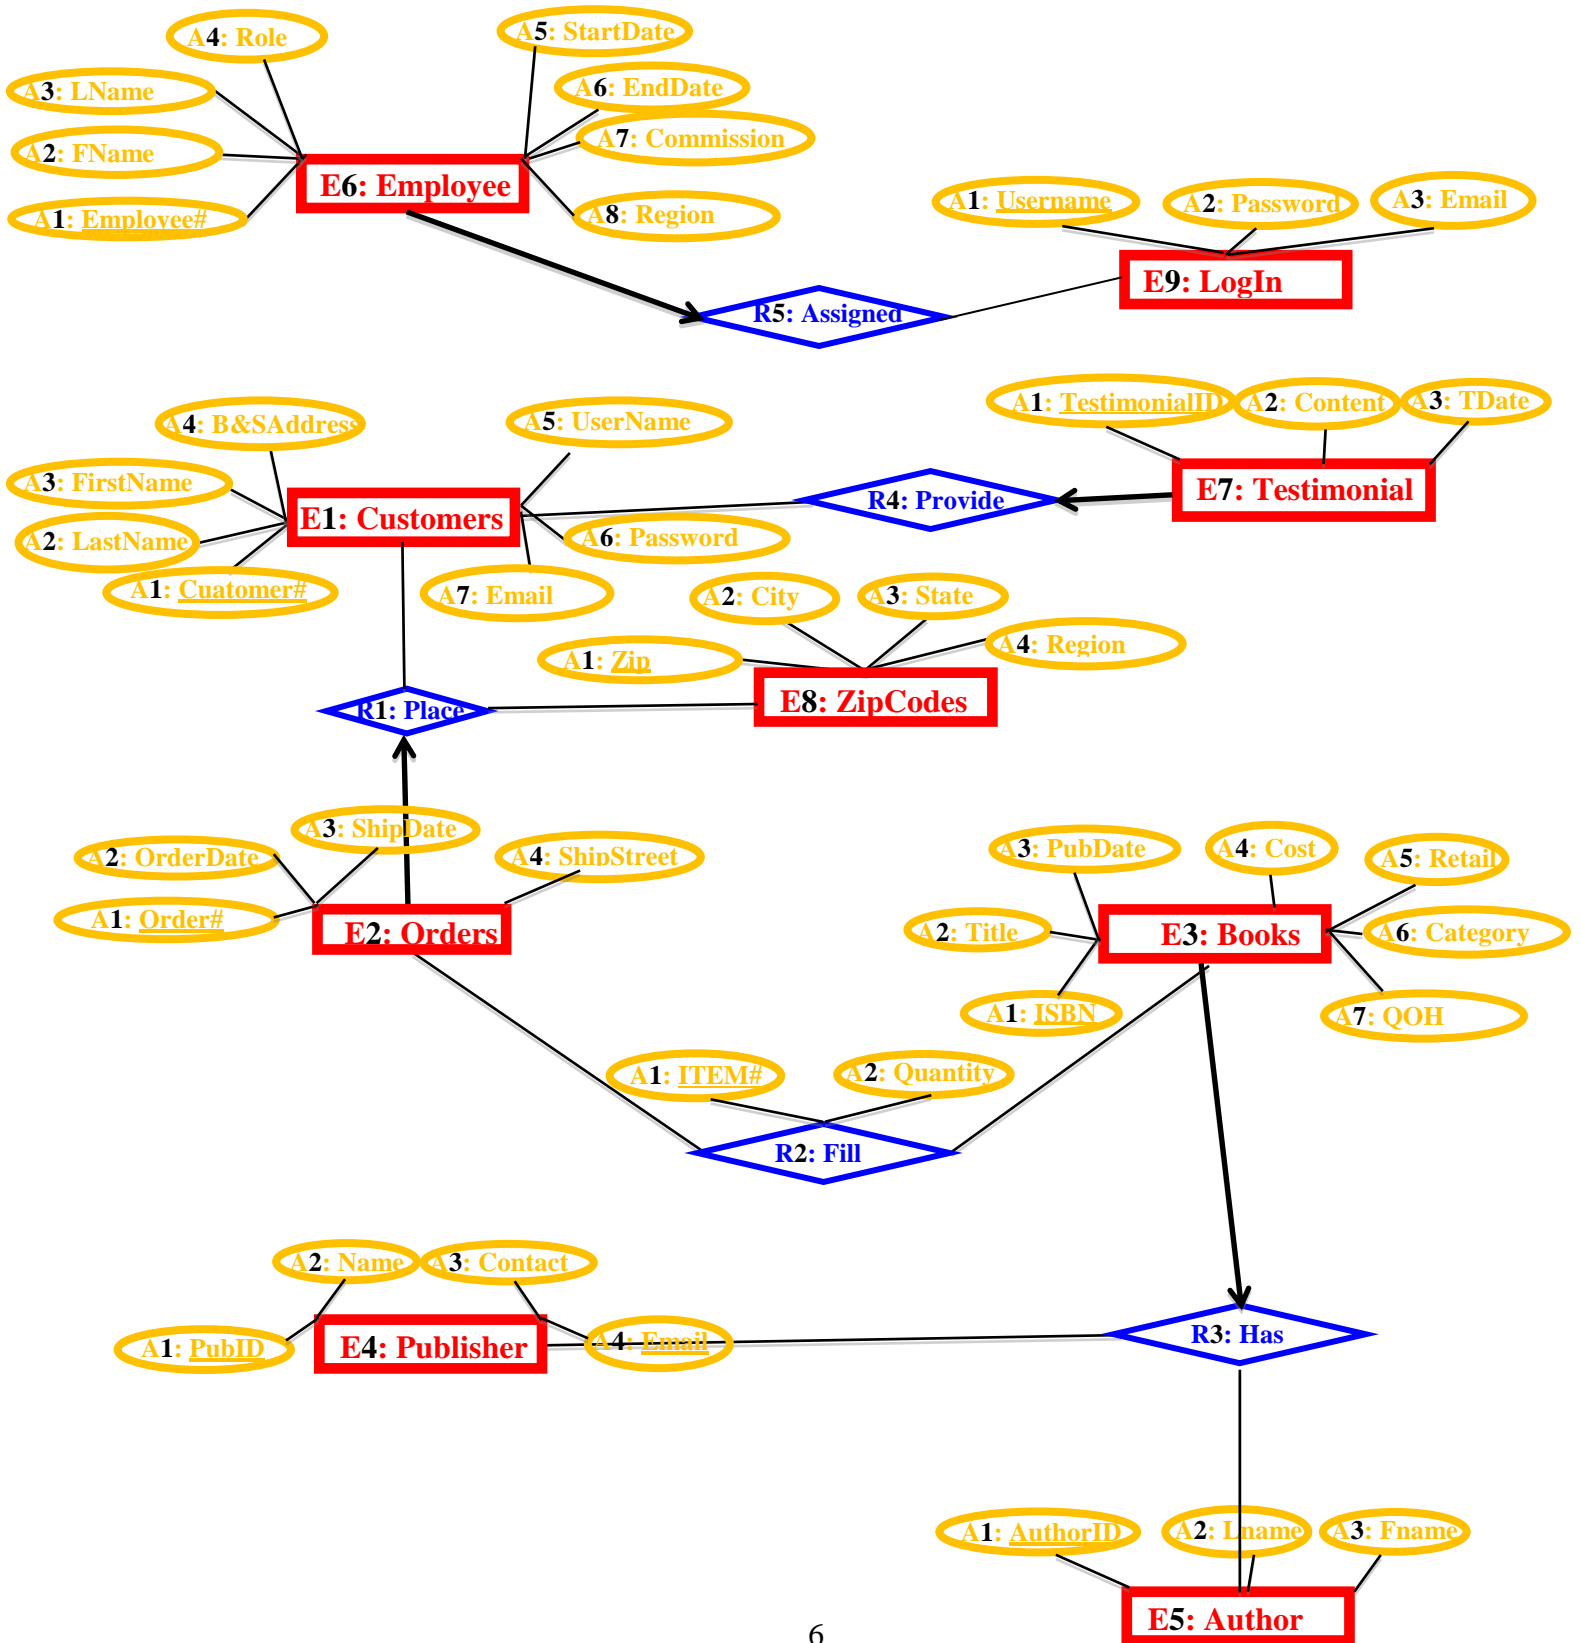 A4: Role
A5: StartDate
A3: LName
A6: EndDate
A2: FName
A7: Commission
E6: Employee
A1: Employee#
A8: Region
A1: Username
A2: Password
A3: Email
E9: LogIn
R5: Assigned
A4: B&SAddress
A5: UserName
A1: TestimonialID
A2: Content
A3: TDate
A3: FirstName
E1: Customers
R4: Provide
E7: Testimonial
A2: LastName
A6: Password
A1: Cuatomer#
A7: Email
A2: City
A3: State
A1: Zip
A4: Region
E8: ZipCodes
R1: Place
A3: ShipDate
A2: OrderDate
A4: ShipStreet
A1: Order#
E2: Orders
A3: PubDate
A4: Cost
A5: Retail
A2: Title
E3: Books
A6: Category
A1: ISBN
A7: QOH
A1: ITEM#
A2: Quantity
R2: Fill
A2: Name
A3: Contact
A1: PubID
E4: Publisher
A4: Email
R3: Has
A1: AuthorID
A2: Lname
A3: Fname
E5: Author
6